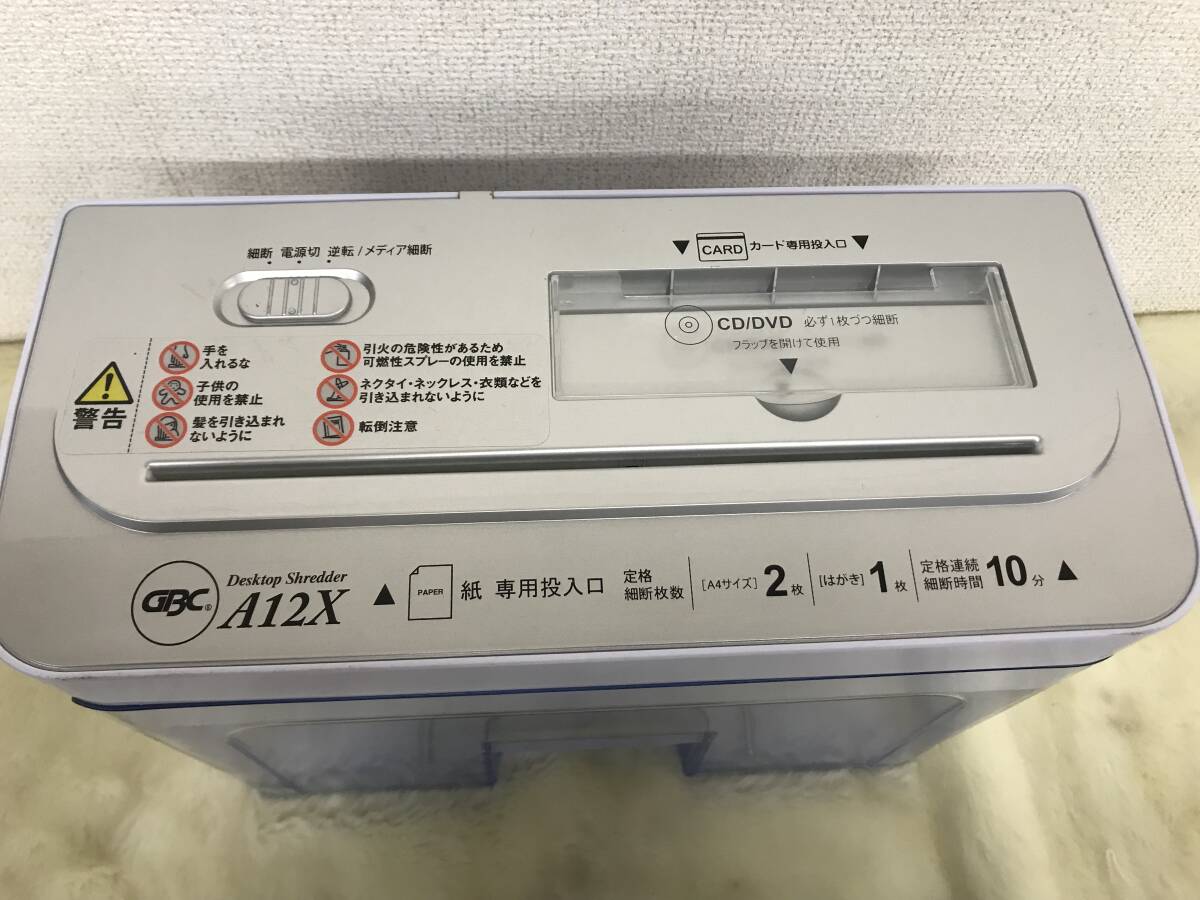 細断 電源切 逆転/メディア細断
▼ CARD カード専用投入口 ▼
CD/DVD 必ず1枚づつ細断
フラップを開けて使用
▼
警告
手を
入れるな
子供の
使用を禁止
髪を引き込まれ
ないように
引火の危険性があるため
可燃性スプレーの使用を禁止
ネクタイ・ネックレス・衣類などを
引き込まれないように
転倒注意
GBC®
Desktop Shredder
A12X
▲ PAPER 紙 専用投入口
定格
細断枚数
[A4サイズ] 2枚
[はがき] 1枚
定格連続
細断時間 10分 ▲